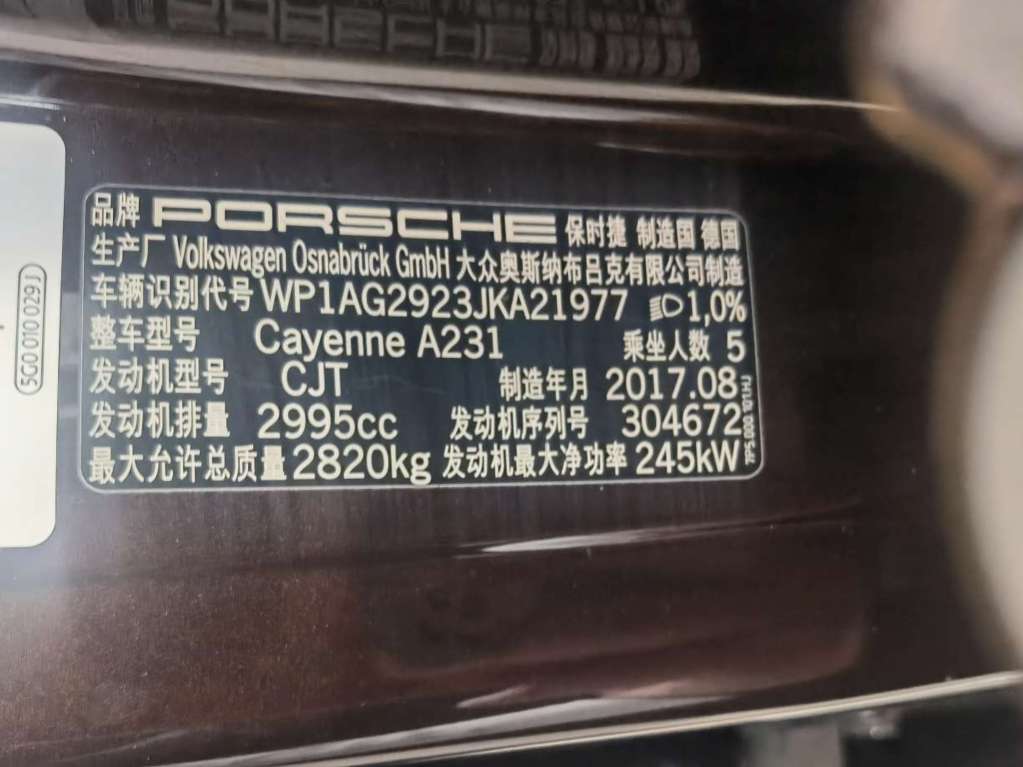 品牌 PORSCHE 保时捷 制造国 德国
生产厂 Volkswagen Osnabrück GmbH 大众奥斯纳布吕克有限公司制造
车辆识别代号 WP1AG2923JKA21977 1,0%
整车型号 Cayenne A231 乘坐人数 5
发动机型号 CJT 制造年月 2017.08
发动机排量 2995cc 发动机序列号 304672
最大允许总质量 2820kg 发动机最大净功率 245kW
5G0 010 029 J